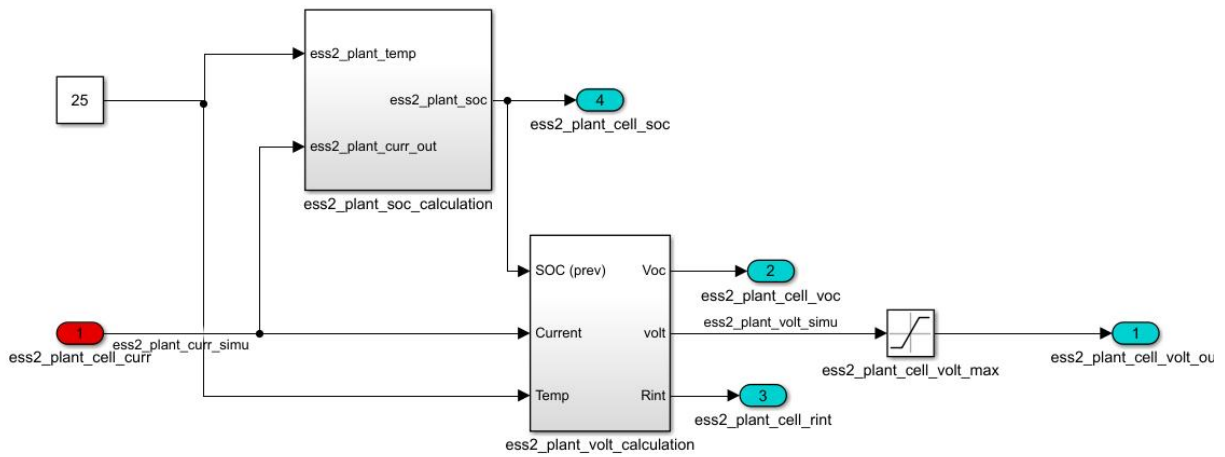 ess2_plant_temp
25
ess2_plant_soc
4
ess2_plant_cell_soc
ess2_plant_curr_out
ess2_plant_soc_calculation
SOC (prev)
Voc
2
ess2_plant_cell_voc
1
ess2_plant_cell_curr
ess2_plant_curr_simu
Current
volt
ess2_plant_volt_simu
ess2_plant_cell_volt_max
1
ess2_plant_cell_volt_ou
Temp
Rint
3
ess2_plant_cell_rint
ess2_plant_volt_calculation